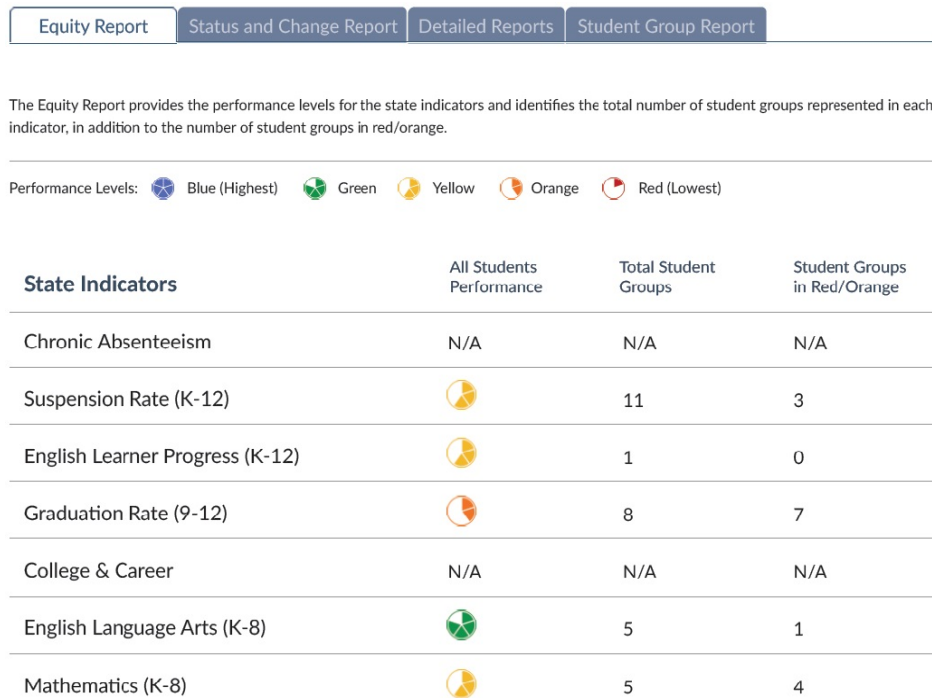 Equity Report
Status and Change Report
Detailed Reports
Student Group Report
The Equity Report provides the performance levels for the state indicators and identifies the total number of student groups represented in each
indicator, in addition to the number of student groups in red/orange.
Performance Levels: Blue (Highest) Green Yellow Orange Red (Lowest)
State Indicators All Students Performance Total Student Groups Student Groups in Red/Orange
Chronic Absenteeism N/A N/A N/A
Suspension Rate (K-12) 11 3
English Learner Progress (K-12) 1 0
Graduation Rate (9-12) 8 7
College & Career N/A N/A N/A
English Language Arts (K-8) 5 1
Mathematics (K-8) 5 4